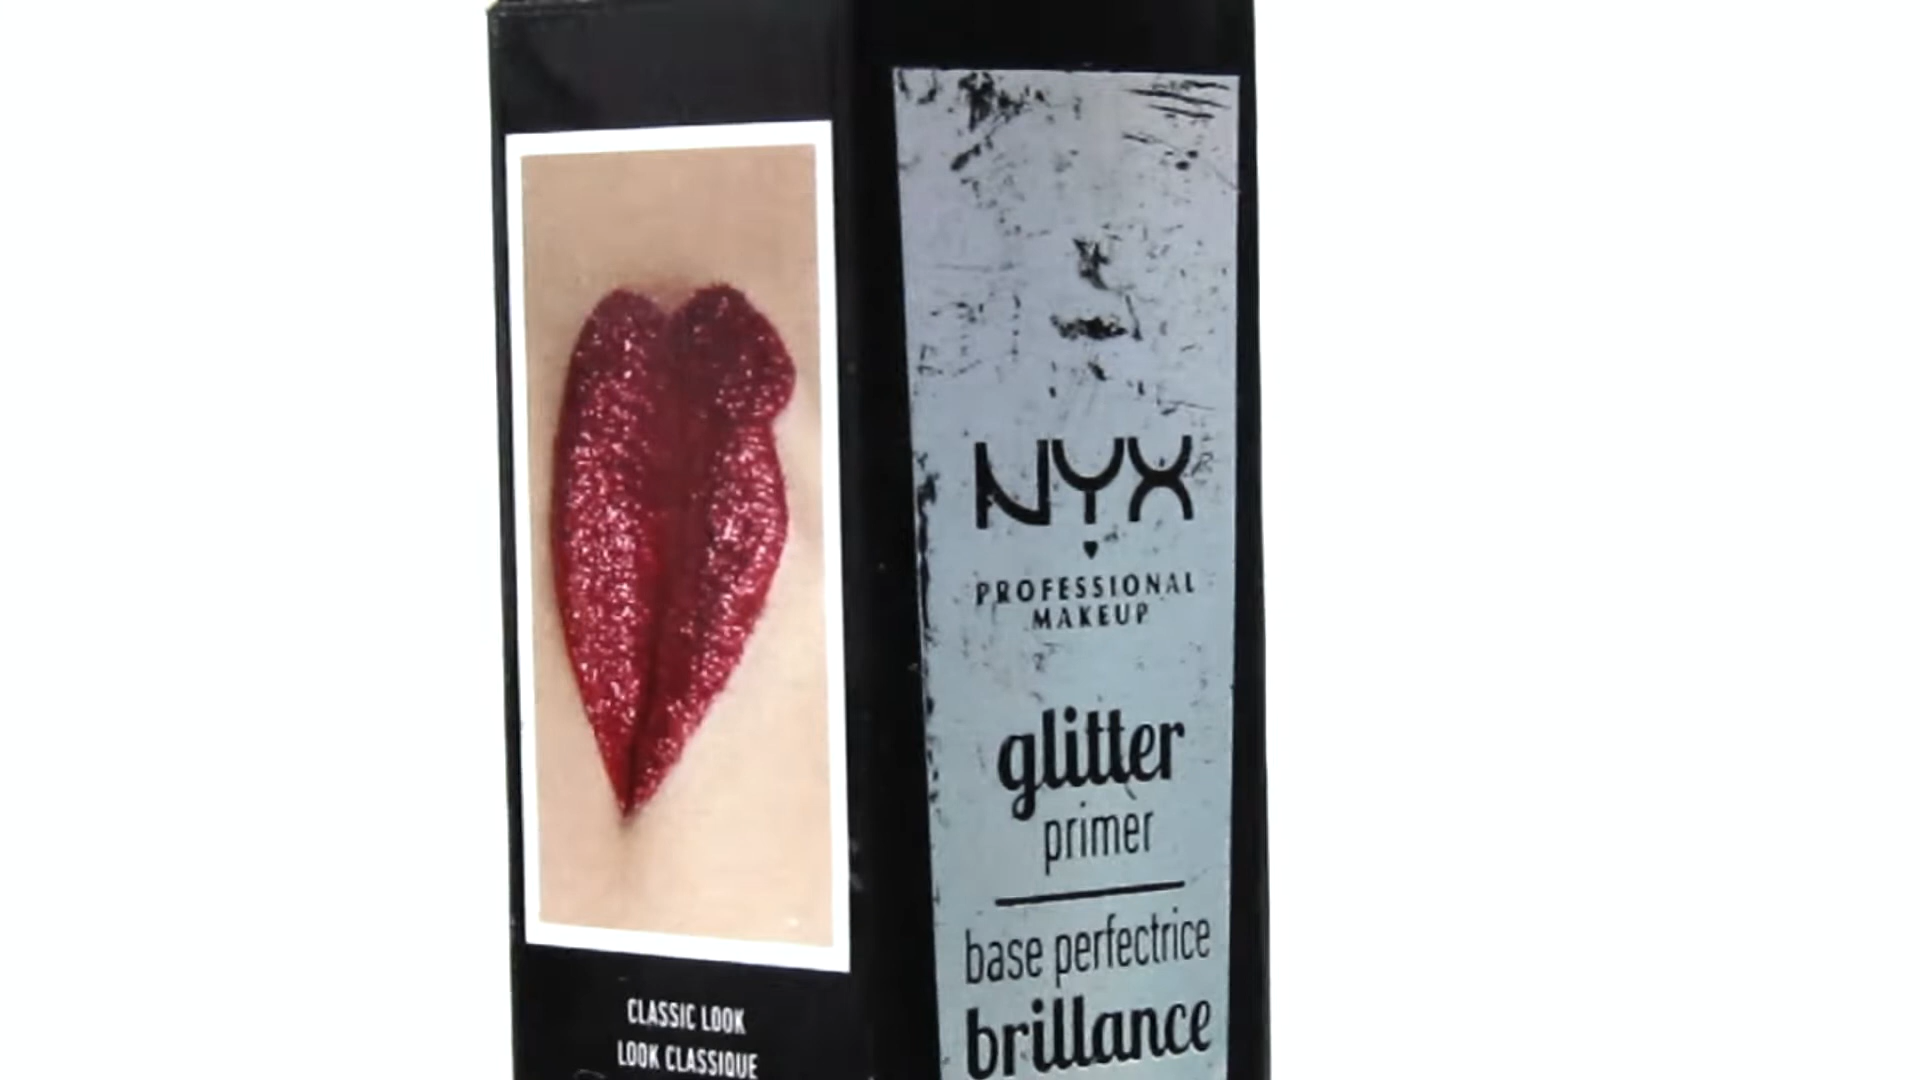 CLASSIC LOOK
LOOK CLASSIQUE
NYX
PROFESSIONAL
MAKEUP
glitter
primer
base perfectrice
brillance